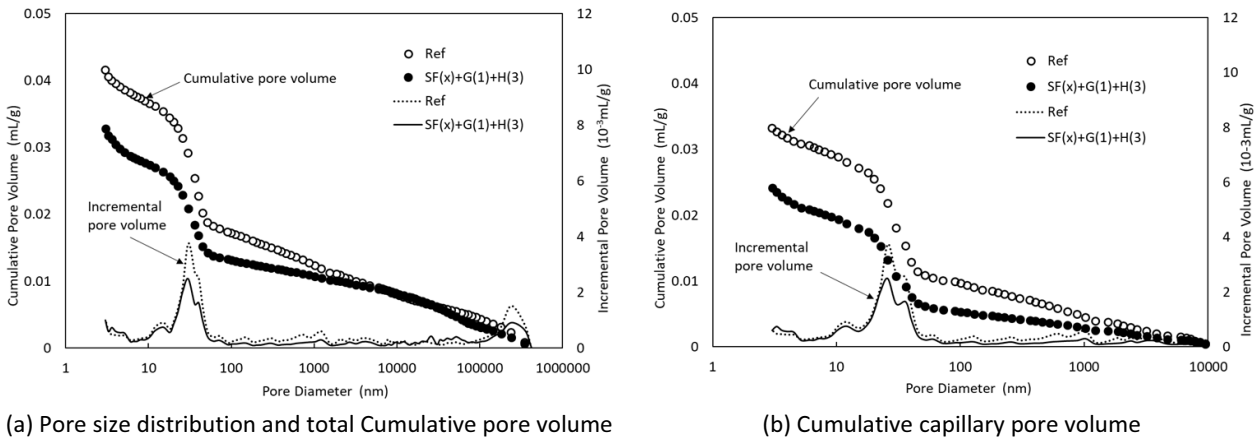 0.05
0.04
0.03
0.02
0.01
0
Cumulative Pore Volume (mL/g)
12
10
8
6
4
2
0
Incremental Pore Volume (10⁻³mL/g)
Ref
SF(x)+G(1)+H(3)
Ref
SF(x)+G(1)+H(3)
Cumulative pore volume
Incremental
pore volume
1 10 100 1000 10000 100000 1000000
Pore Diameter (nm)
(a) Pore size distribution and total Cumulative pore volume
0.05
0.04
0.03
0.02
0.01
0
Cumulative Pore Volume (mL/g)
12
10
8
6
4
2
0
Incremental Pore Volume (10-3mL/g)
Ref
SF(x)+G(1)+H(3)
Ref
SF(x)+G(1)+H(3)
Cumulative pore volume
Incremental
pore volume
1 10 100 1000 10000
Pore Diameter (nm)
(b) Cumulative capillary pore volume